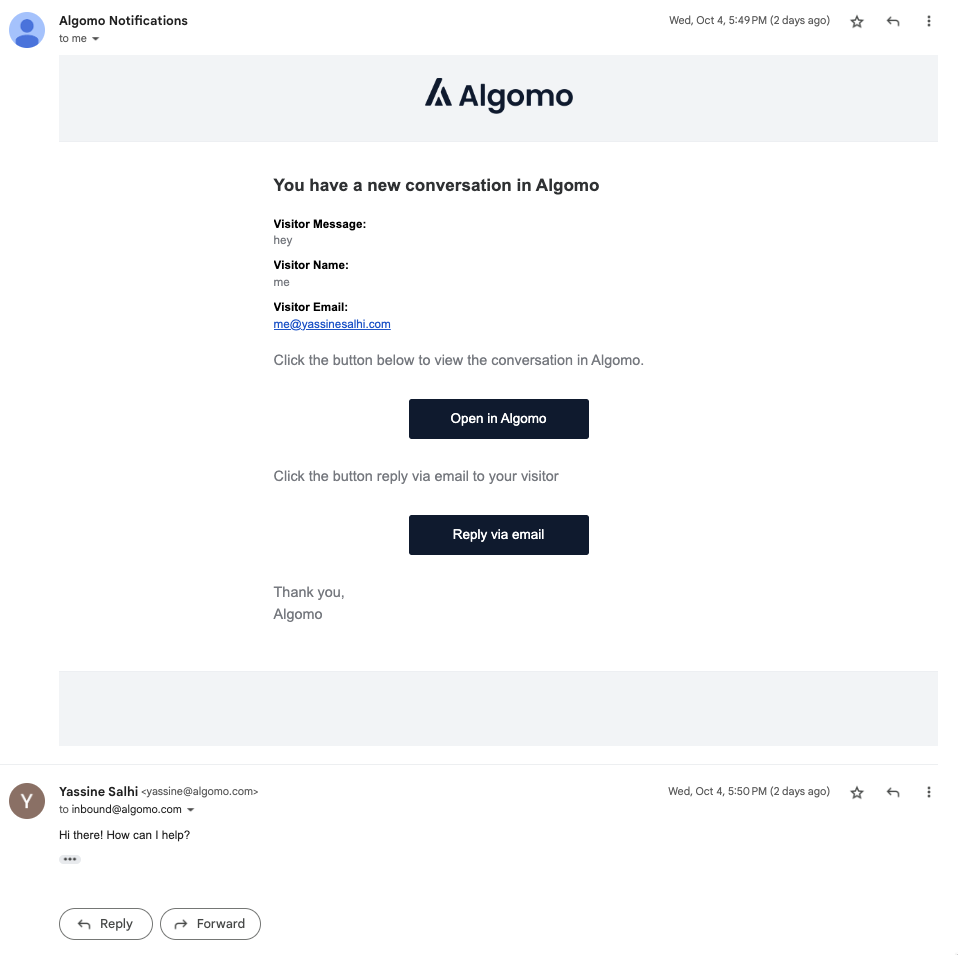 Algomo Notifications
Wed, Oct 4, 5:49 PM (2 days ago)
to me
Algomo
You have a new conversation in Algomo
Visitor Message:
hey
Visitor Name:
me
Visitor Email:
me@yassinesalhi.com
Click the button below to view the conversation in Algomo.
Open in Algomo
Click the button reply via email to your visitor
Reply via email
Thank you,
Algomo
Y
Yassine Salhi <yassine@algomo.com>
Wed, Oct 4, 5:50 PM (2 days ago)
to inbound@algomo.com
Hi there! How can I help?
Reply
Forward